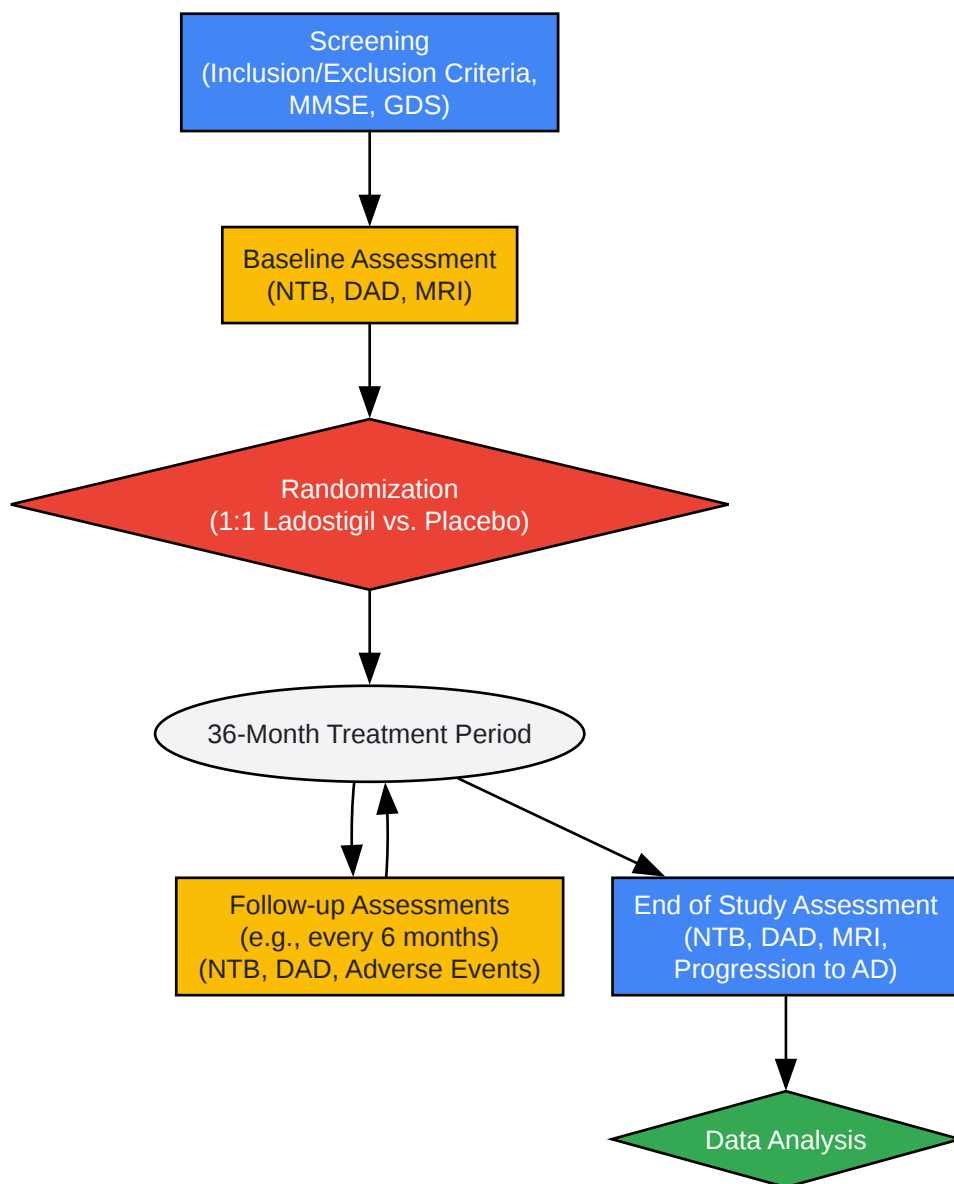 Screening
(Inclusion/Exclusion Criteria,
MMSE, GDS)
Baseline Assessment
(NTB, DAD, MRI)
Randomization
(1:1 Ladostigil vs. Placebo)
36-Month Treatment Period
Follow-up Assessments
(e.g., every 6 months)
(NTB, DAD, Adverse Events)
End of Study Assessment
(NTB, DAD, MRI,
Progression to AD)
Data Analysis